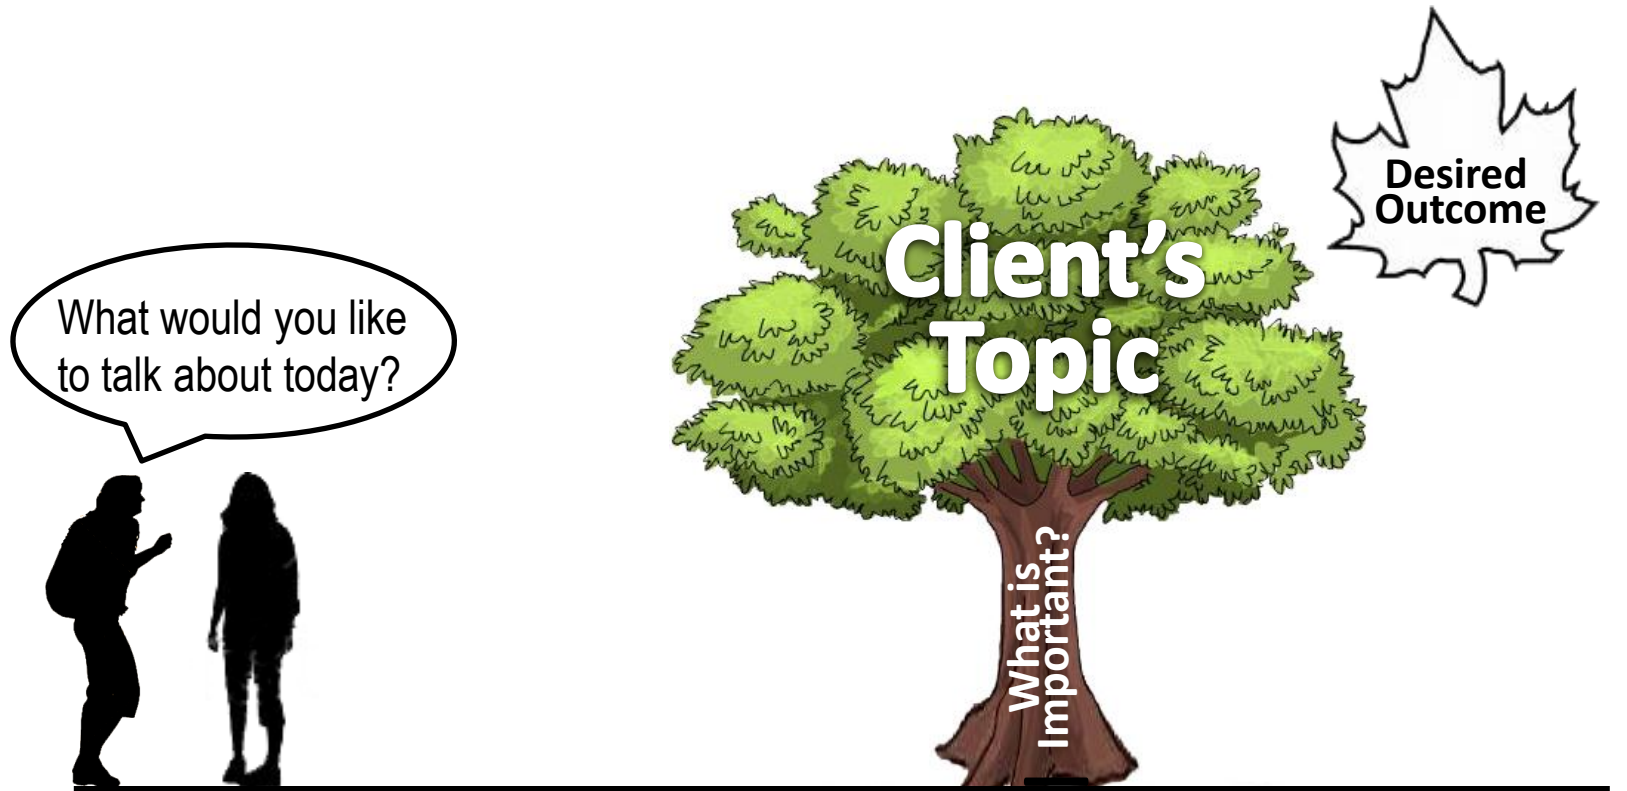 What would you like
to talk about today?
Client's
Topic
What is
Important?
Desired
Outcome